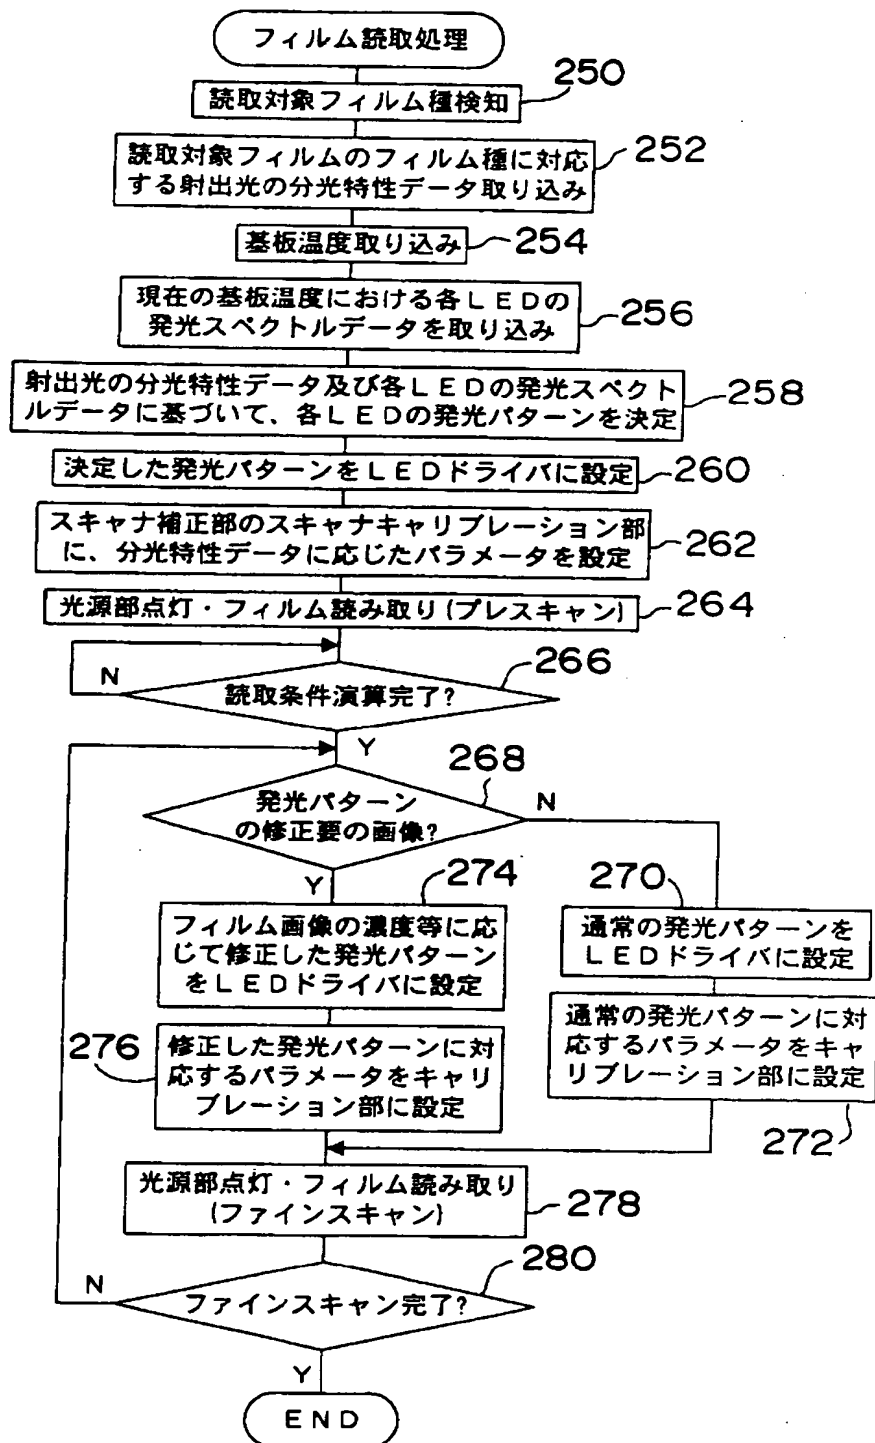 フィルム読取処理
250
読取対象フィルム種検知
252
読取対象フィルムのフィルム種に対応
する射出光の分光特性データ取り込み
254
基板温度取り込み
256
現在の基板温度における各LEDの
発光スペクトルデータを取り込み
258
射出光の分光特性データ及び各LEDの発光スペクト
ルデータに基づいて、各LEDの発光パターンを決定
260
決定した発光パターンをLEDドライバに設定
262
スキャナ補正部のスキャナキャリブレーション部
に、分光特性データに応じたパラメータを設定
264
光源部点灯・フィルム読み取り(プレスキャン)
266
N
読取条件演算完了?
Y
268
発光パターン
の修正要の画像?
N
Y
274
フィルム画像の濃度等に応
じて修正した発光パターン
をLEDドライバに設定
270
通常の発光パターンを
LEDドライバに設定
276
修正した発光パターンに対
応するパラメータをキャリ
ブレーション部に設定
通常の発光パターンに対
応するパラメータをキャ
リブレーション部に設定
272
光源部点灯・フィルム読み取り
(ファインスキャン)
278
280
N
ファインスキャン完了?
Y
END